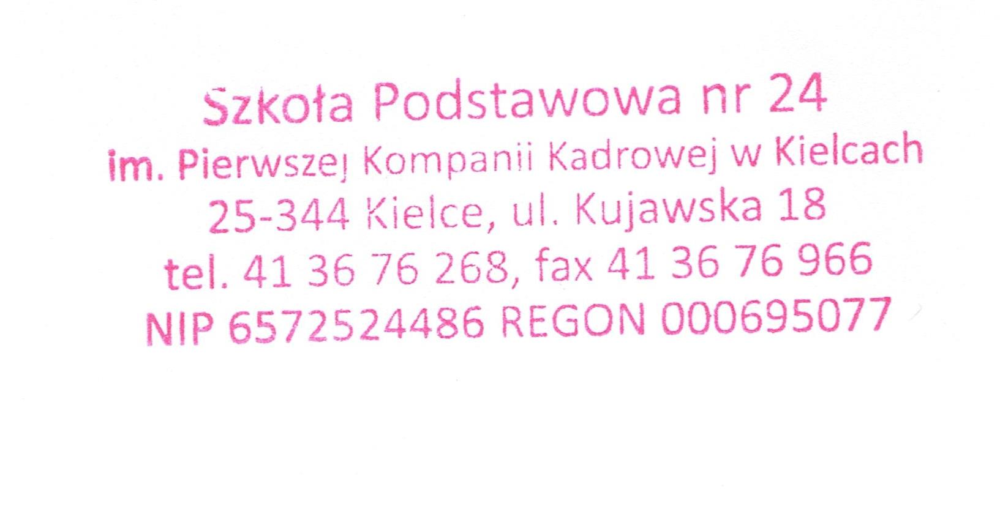 Szkoła Podstawowa nr 24
im. Pierwszej Kompanii Kadrowej w Kielcach
25-344 Kielce, ul. Kujawska 18
tel. 41 36 76 268, fax 41 36 76 966
NIP 6572524486 REGON 000695077